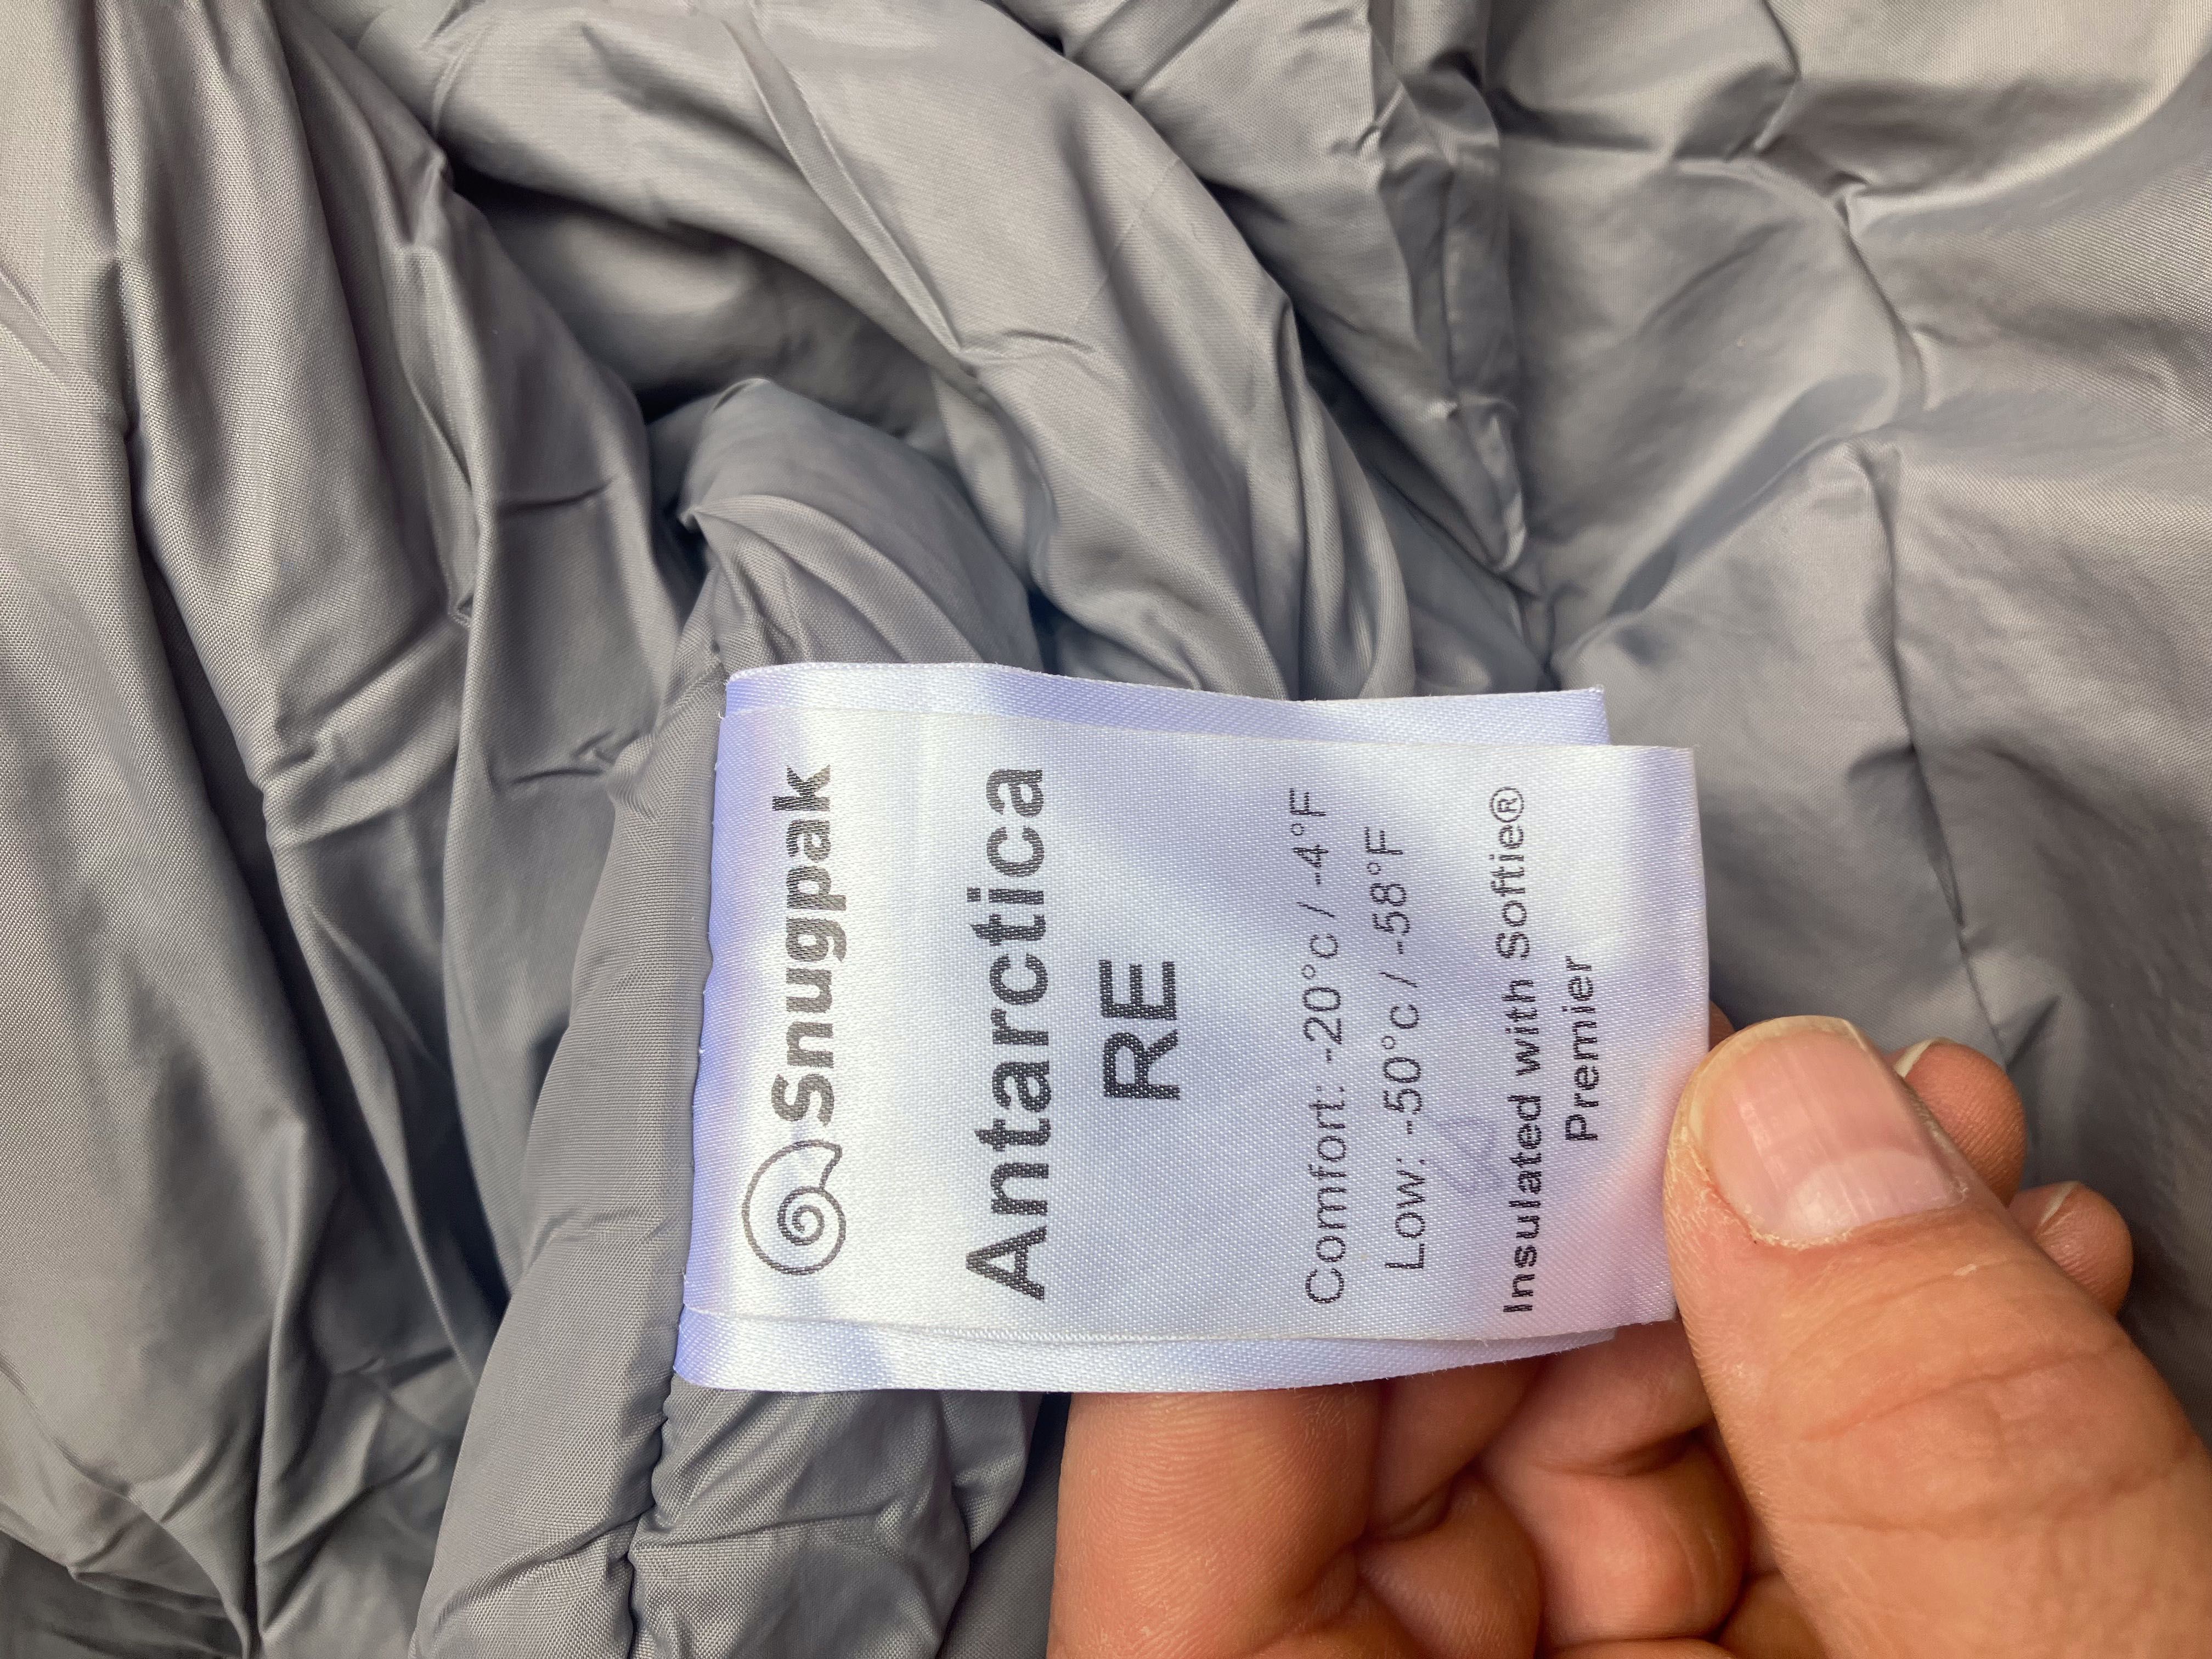 Snugpak
Antarctica
RE
Comfort: -20°c / -4°F
Low: -50°c / -58°F
Insulated with Softie®
Premier